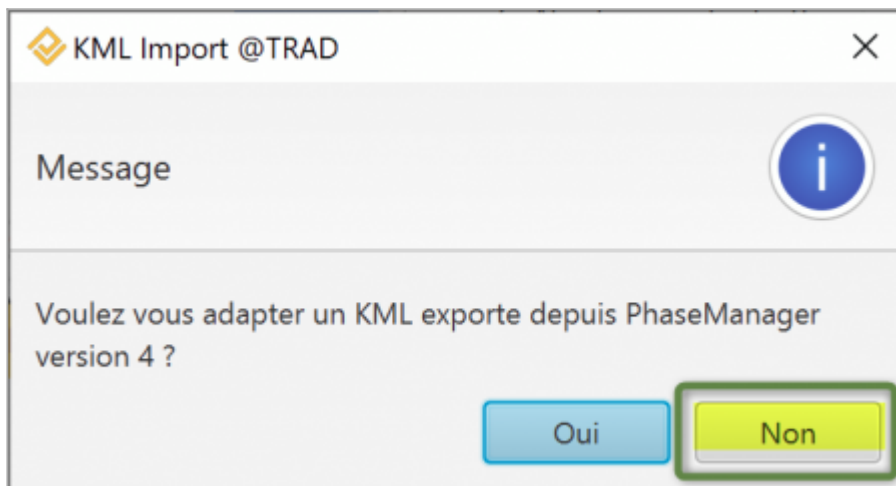 KML Import @TRAD
Message
Voulez vous adapter un KML exporte depuis PhaseManager
version 4 ?
Oui
Non